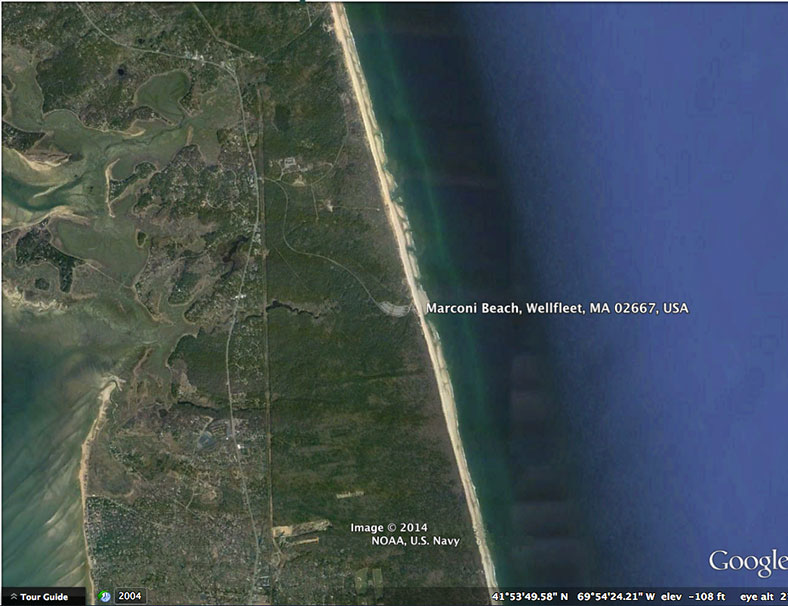 Marconi Beach, Wellfleet, MA 02667, USA
Image © 2014
NOAA, U.S. Navy
Google
Tour Guide
2004
41°53'49.58" N 69°54'24.21" W elev -108 ft eye alt